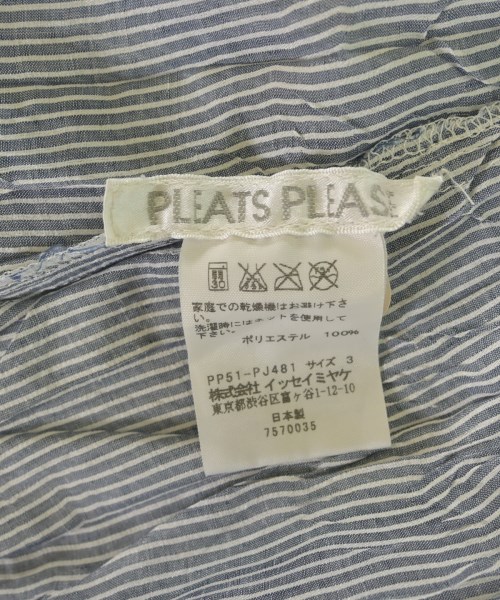 PLEATS PLEASE
家庭での乾燥機はお避け下さ
い。
洗濯時にはネットを使用して
下さい。
ポリエステル 100%
PP51-PJ481 サイズ 3
株式会社 イッセイミヤケ
東京都渋谷区富ヶ谷1-12-10
日本製
7570035